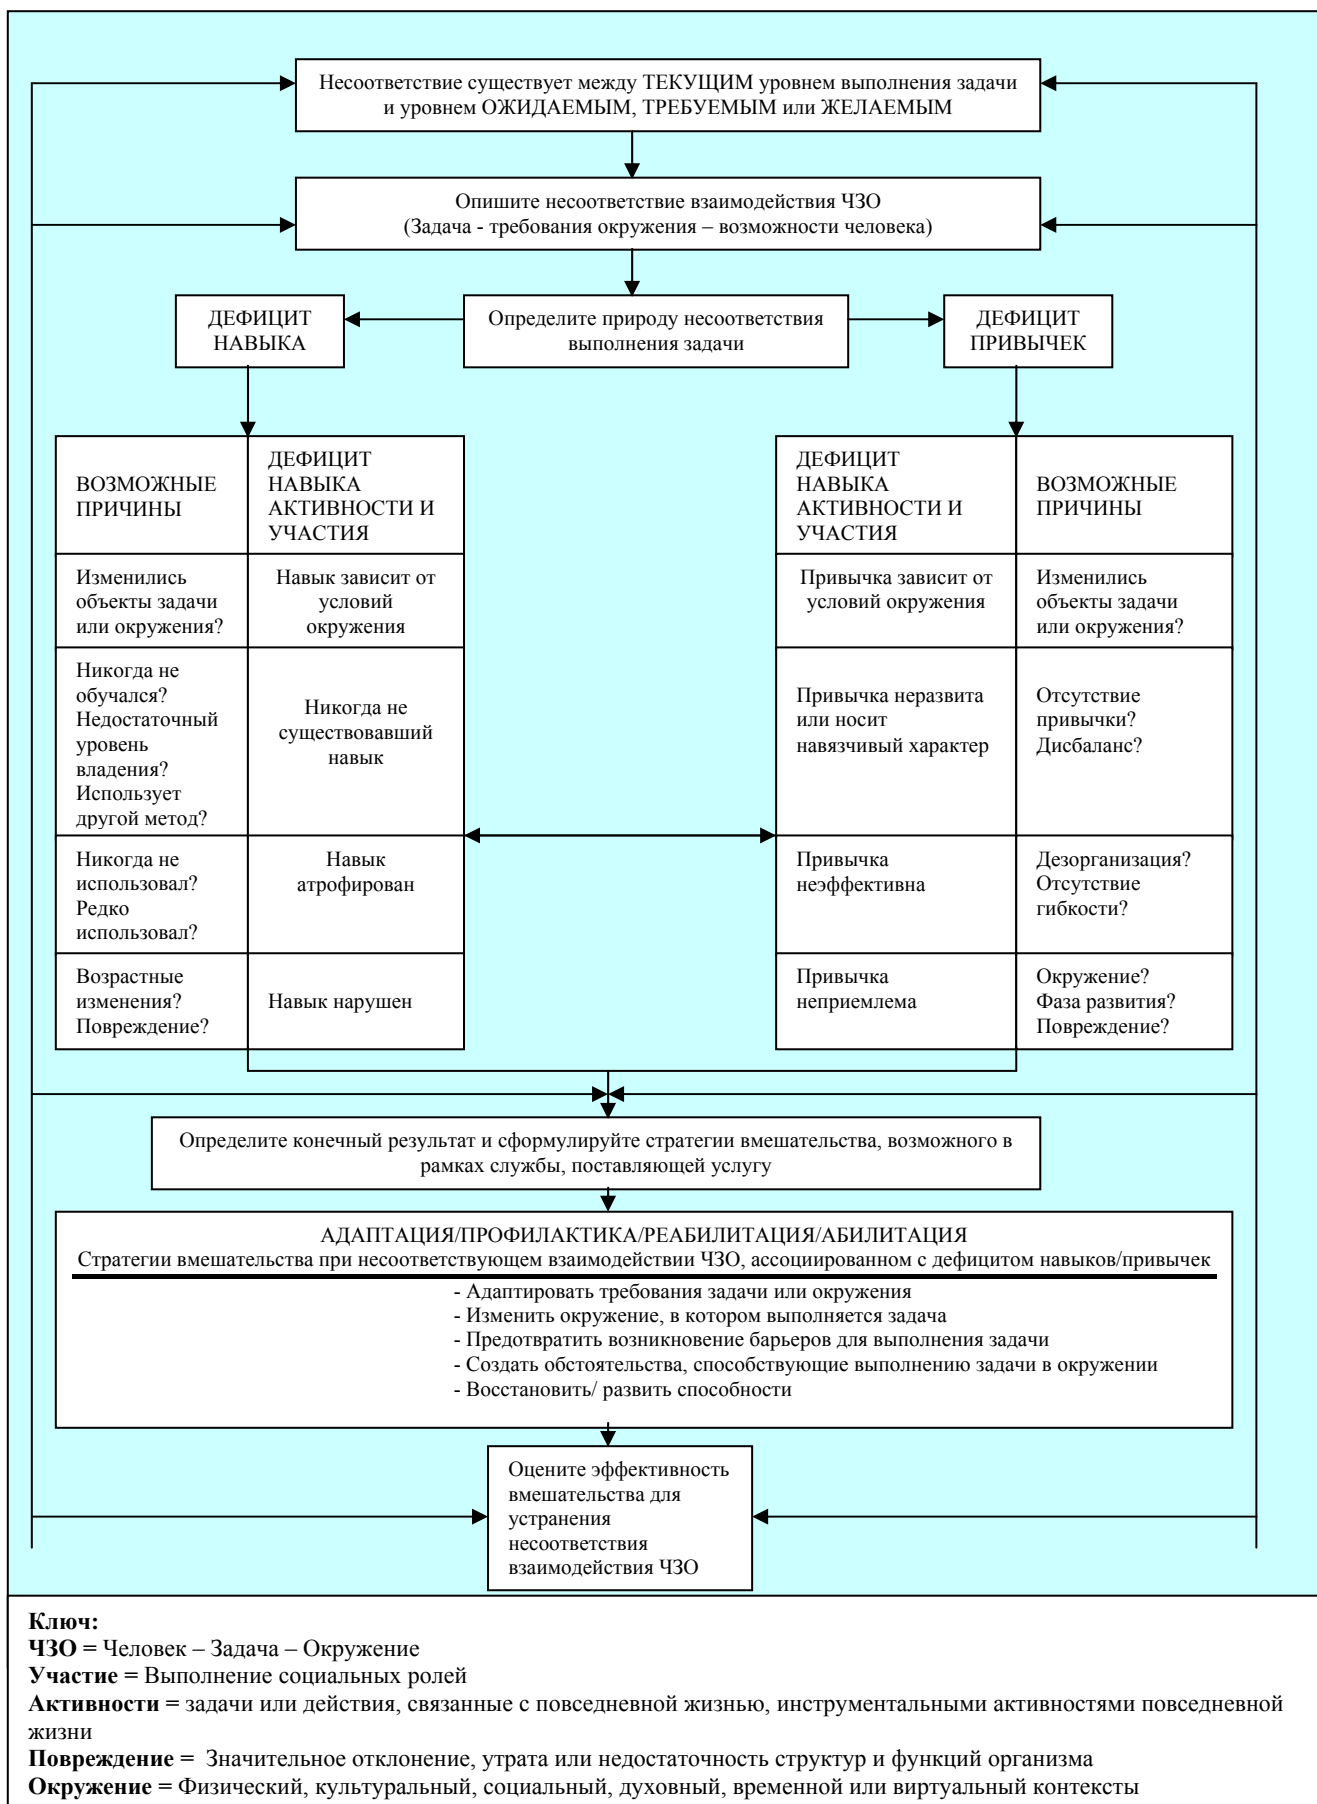 Несоответствие существует между ТЕКУЩИМ уровнем выполнения задачи
и уровнем ОЖИДАЕМЫМ, ТРЕБУЕМЫМ или ЖЕЛАЕМЫМ
Опишите несоответствие взаимодействия ЧЗО
(Задача - требования окружения – возможности человека)
ДЕФИЦИТ
НАВЫКА
Определите природу несоответствия
выполнения задачи
ДЕФИЦИТ
ПРИВЫЧЕК
ВОЗМОЖНЫЕ
ПРИЧИНЫ
ДЕФИЦИТ
НАВЫКА
АКТИВНОСТИ И
УЧАСТИЯ
Изменились
объекты задачи
или окружения?
Навык зависит от
условий
окружения
Никогда не
обучался?
Недостаточный
уровень
владения?
Использует
другой метод?
Никогда не
существовавший
навык
Никогда не
использовал?
Редко
использовал?
Навык
атрофирован
Возрастные
изменения?
Повреждение?
Навык нарушен
ДЕФИЦИТ
НАВЫКА
АКТИВНОСТИ И
УЧАСТИЯ
ВОЗМОЖНЫЕ
ПРИЧИНЫ
Привычка зависит от
условий окружения
Изменились
объекты задачи
или окружения?
Привычка неразвита
или носит
навязчивый характер
Отсутствие
привычки?
Дисбаланс?
Привычка
неэффективна
Дезорганизация?
Отсутствие
гибкости?
Привычка
неприемлема
Окружение?
Фаза развития?
Повреждение?
Определите конечный результат и сформулируйте стратегии вмешательства, возможного в
рамках службы, поставляющей услугу
АДАПТАЦИЯ/ПРОФИЛАКТИКА/РЕАБИЛИТАЦИЯ/АБИЛИТАЦИЯ
Стратегии вмешательства при несоответствующем взаимодействии ЧЗО, ассоциированном с дефицитом навыков/привычек
- Адаптировать требования задачи или окружения
- Изменить окружение, в котором выполняется задача
- Предотвратить возникновение барьеров для выполнения задачи
- Создать обстоятельства, способствующие выполнению задачи в окружении
- Восстановить/ развить способности
Оцените эффективность
вмешательства для
устранения
несоответствия
взаимодействия ЧЗО
Ключ:
ЧЗО = Человек – Задача – Окружение
Участие = Выполнение социальных ролей
Активности = задачи или действия, связанные с повседневной жизнью, инструментальными активностями повседневной
жизни
Повреждение = Значительное отклонение, утрата или недостаточность структур и функций организма
Окружение = Физический, культуральный, социальный, духовный, временной или виртуальный контексты